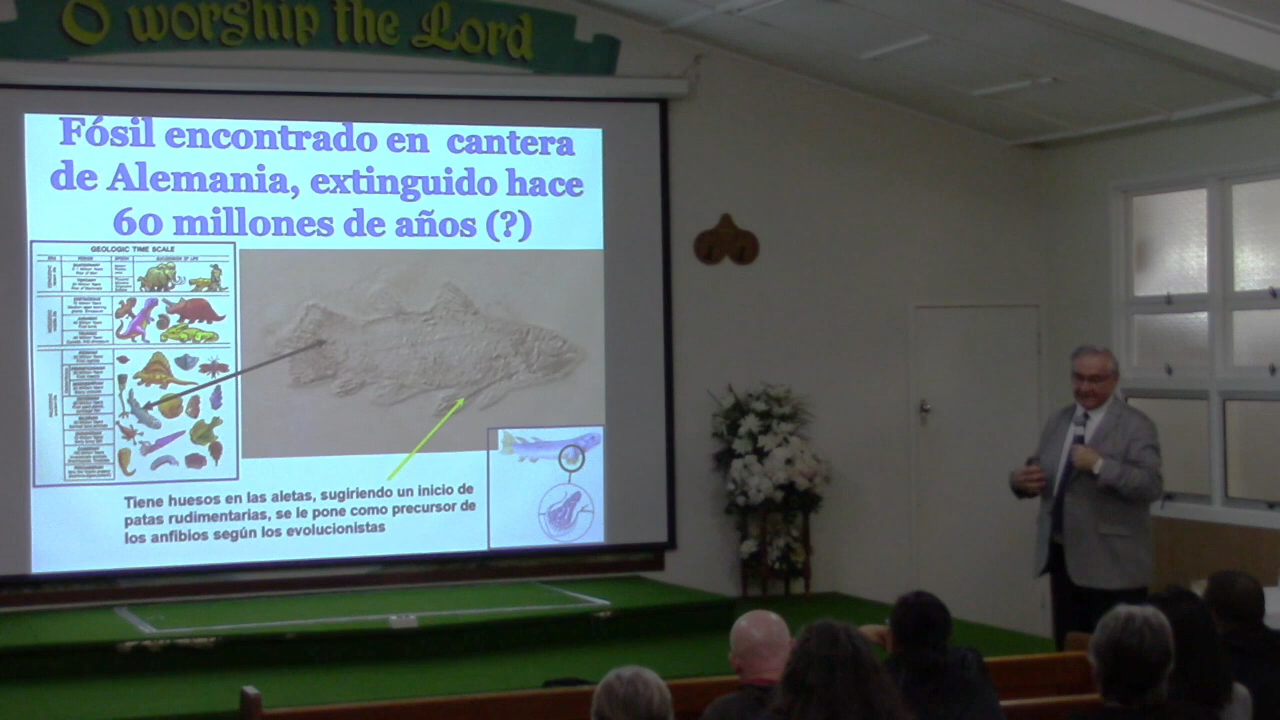 O worship the Lord
Fósil encontrado en cantera
de Alemania, extinguido hace
60 millones de años (?)
GEOLOGIC TIME SCALE
Tiene huesos en las aletas, sugiriendo un inicio de
patas rudimentarias, se le pone como precursor de
los anfibios según los evolucionistas